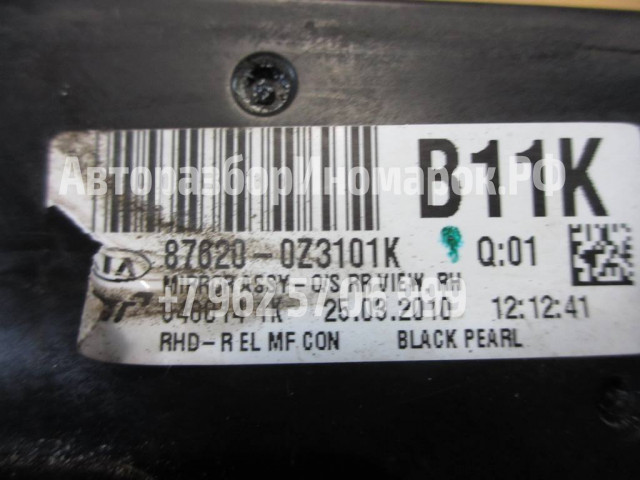 B11K
АвторазборИномарок.РФ
KIA 87620-0Z3101K Q:01
MIRROR ASSY-O/S RR VIEW, RH
25.03.2010 12:12:41
RHD-R EL MF CON BLACK PEARL